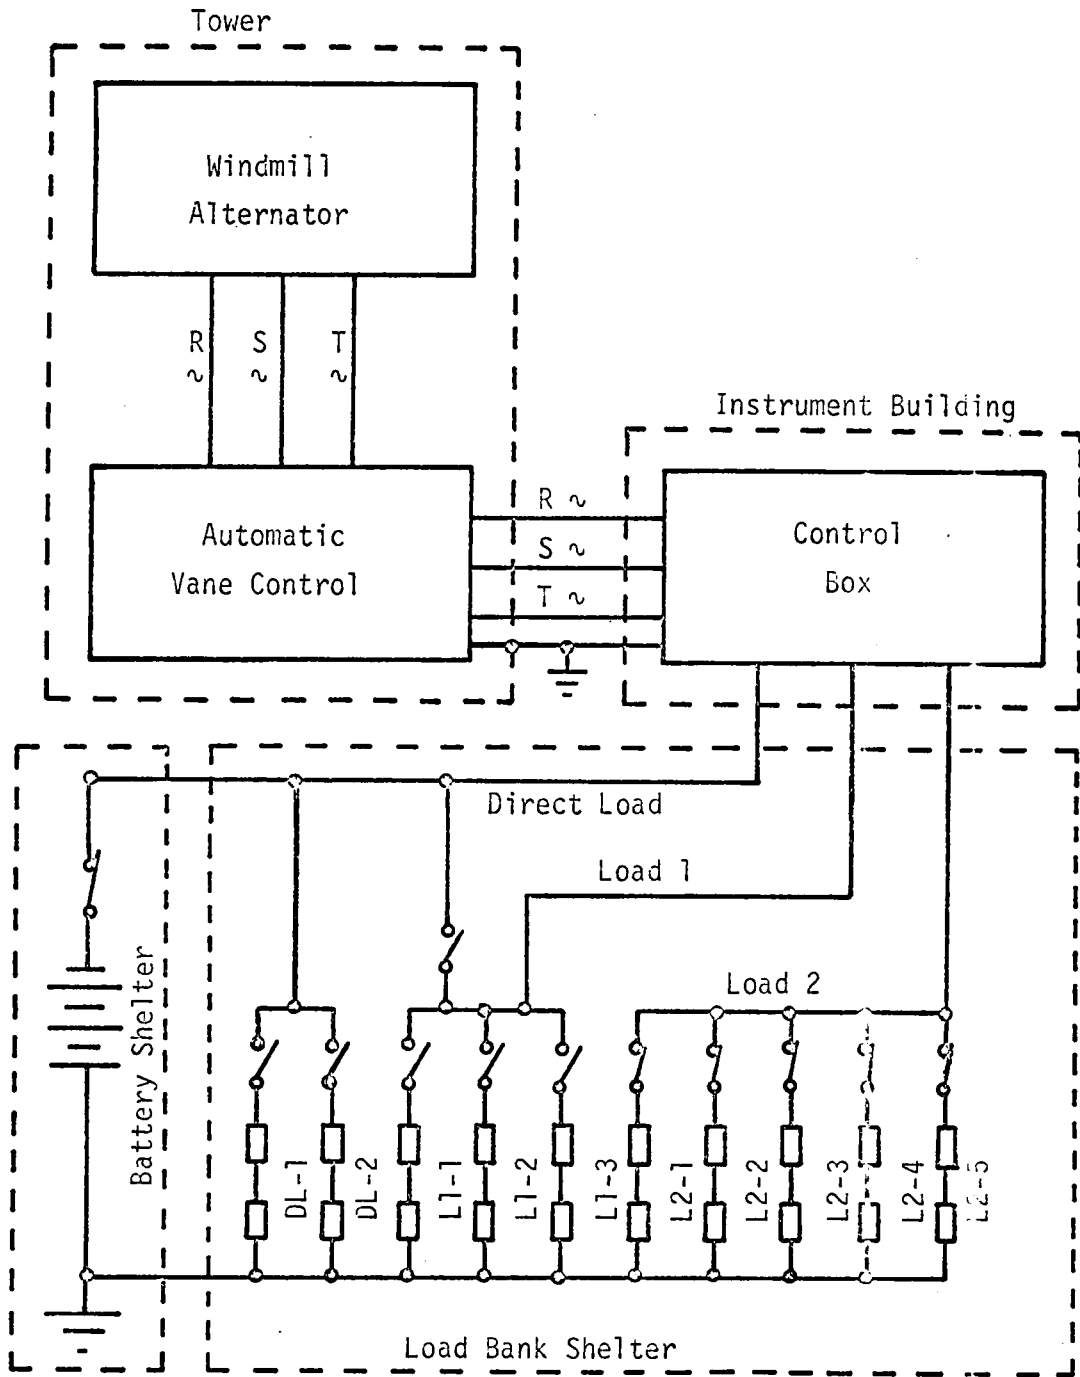 Tower
Windmill
Alternator
R
~
S
~
T
~
Instrument Building
Automatic
Vane Control
R ~
S ~
T ~
Control
Box
Direct Load
Load 1
Load 2
Battery Shelter
DL-1
DL-2
L1-1
L1-2
L1-3
L2-1
L2-2
L2-3
L2-4
L2-5
Load Bank Shelter